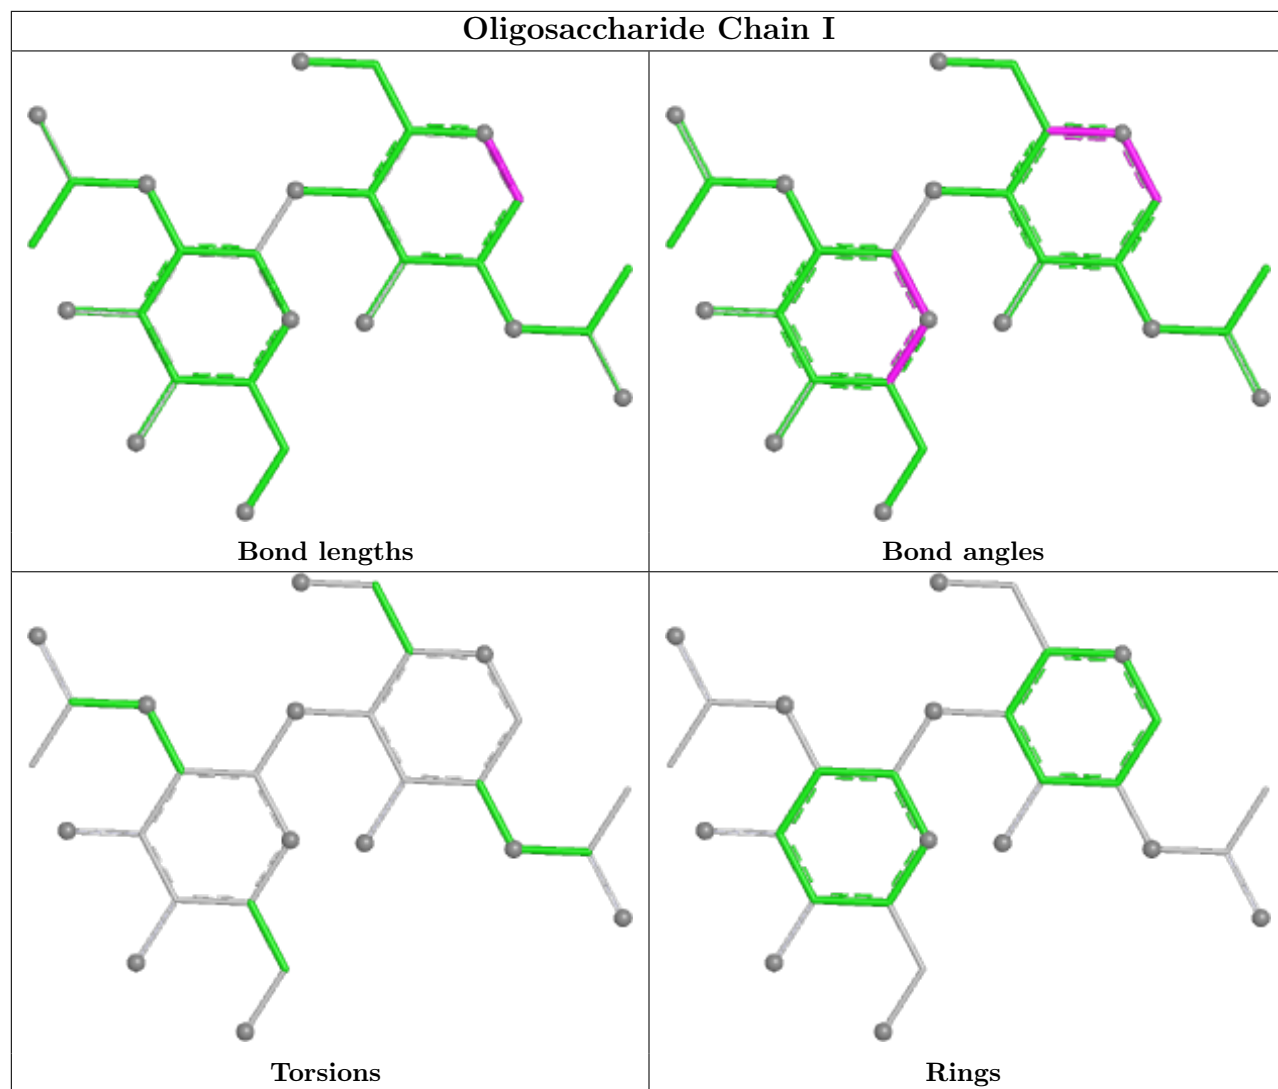 Oligosaccharide Chain I
Bond lengths
Bond angles
Torsions
Rings